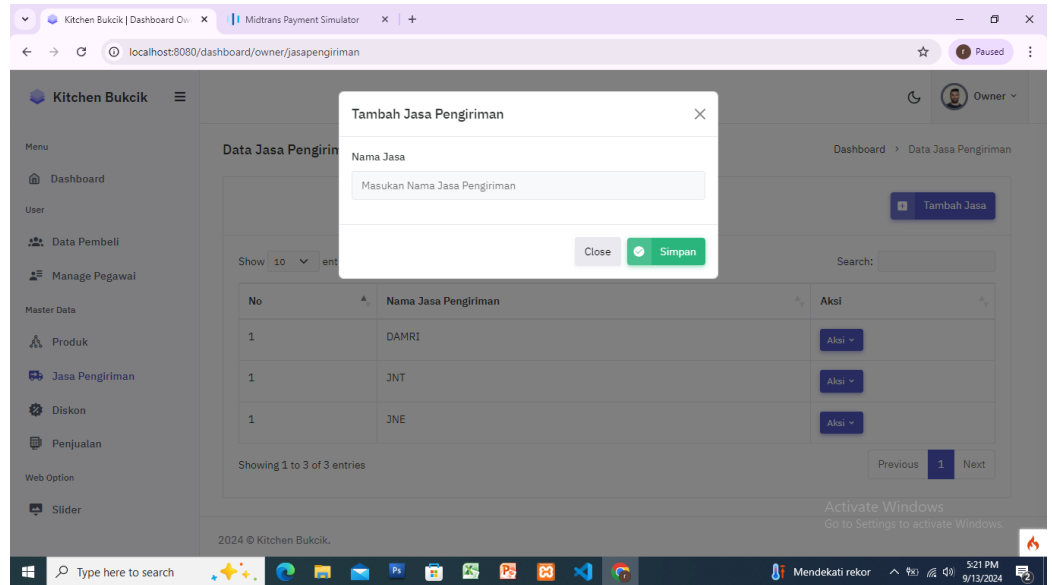 Kitchen Bukcik | Dashboard Ow
Midtrans Payment Simulator
localhost:8080/dashboard/owner/jasapengiriman
r Paused
Kitchen Bukcik
Owner
Tambah Jasa Pengiriman
Nama Jasa
Masukan Nama Jasa Pengiriman
Close
Simpan
Menu
Dashboard
User
Data Pembeli
Manage Pegawai
Master Data
Produk
Jasa Pengiriman
Diskon
Penjualan
Web Option
Slider
Data Jasa Pengirim
Dashboard > Data Jasa Pengiriman
Tambah Jasa
Show 10 ent
Search:
No Nama Jasa Pengiriman Aksi
1 DAMRI Aksi
1 JNT Aksi
1 JNE Aksi
Showing 1 to 3 of 3 entries
Previous 1 Next
Activate Windows
Go to Settings to activate Windows.
2024 © Kitchen Bukcik.
Type here to search
Ps
Mendekati rekor
5:21 PM
9/13/2024
2